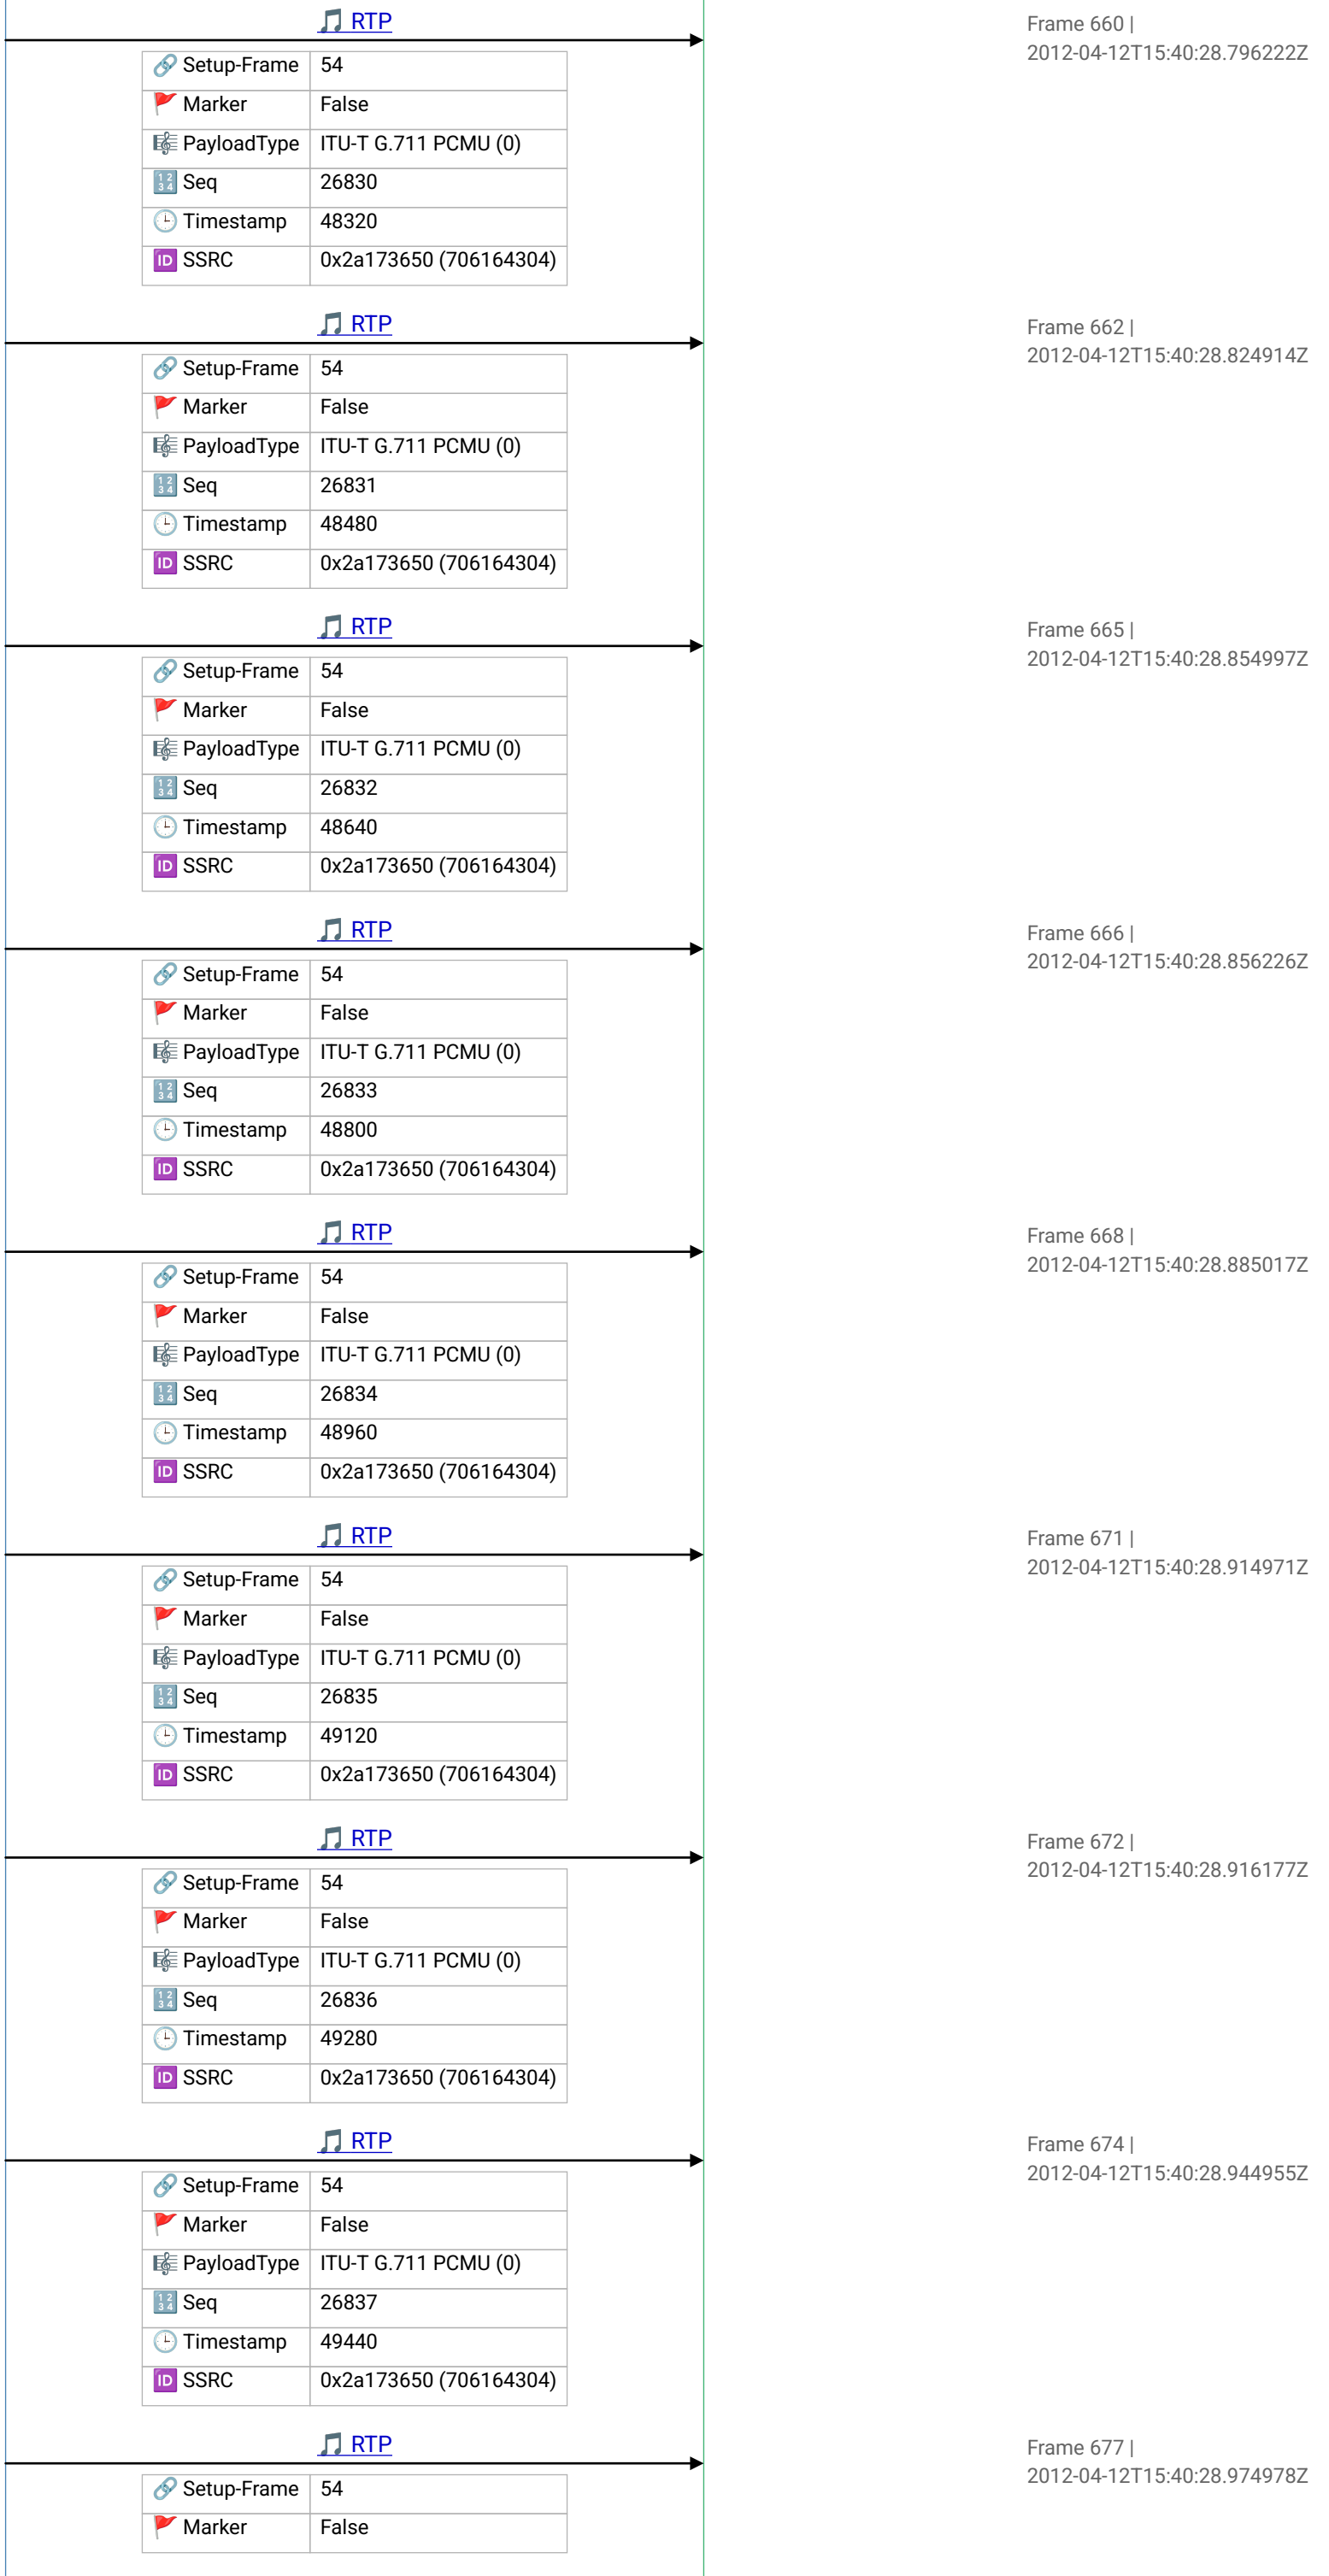 🎵 RTP
Frame 660 |
2012-04-12T15:40:28.796222Z
🔗 Setup-Frame 54
🚩 Marker False
🎼 PayloadType ITU-T G.711 PCMU (0)
🔢 Seq 26830
🕒 Timestamp 48320
🆔 SSRC 0x2a173650 (706164304)
🎵 RTP
Frame 662 |
2012-04-12T15:40:28.824914Z
🔗 Setup-Frame 54
🚩 Marker False
🎼 PayloadType ITU-T G.711 PCMU (0)
🔢 Seq 26831
🕒 Timestamp 48480
🆔 SSRC 0x2a173650 (706164304)
🎵 RTP
Frame 665 |
2012-04-12T15:40:28.854997Z
🔗 Setup-Frame 54
🚩 Marker False
🎼 PayloadType ITU-T G.711 PCMU (0)
🔢 Seq 26832
🕒 Timestamp 48640
🆔 SSRC 0x2a173650 (706164304)
🎵 RTP
Frame 666 |
2012-04-12T15:40:28.856226Z
🔗 Setup-Frame 54
🚩 Marker False
🎼 PayloadType ITU-T G.711 PCMU (0)
🔢 Seq 26833
🕒 Timestamp 48800
🆔 SSRC 0x2a173650 (706164304)
🎵 RTP
Frame 668 |
2012-04-12T15:40:28.885017Z
🔗 Setup-Frame 54
🚩 Marker False
🎼 PayloadType ITU-T G.711 PCMU (0)
🔢 Seq 26834
🕒 Timestamp 48960
🆔 SSRC 0x2a173650 (706164304)
🎵 RTP
Frame 671 |
2012-04-12T15:40:28.914971Z
🔗 Setup-Frame 54
🚩 Marker False
🎼 PayloadType ITU-T G.711 PCMU (0)
🔢 Seq 26835
🕒 Timestamp 49120
🆔 SSRC 0x2a173650 (706164304)
🎵 RTP
Frame 672 |
2012-04-12T15:40:28.916177Z
🔗 Setup-Frame 54
🚩 Marker False
🎼 PayloadType ITU-T G.711 PCMU (0)
🔢 Seq 26836
🕒 Timestamp 49280
🆔 SSRC 0x2a173650 (706164304)
🎵 RTP
Frame 674 |
2012-04-12T15:40:28.944955Z
🔗 Setup-Frame 54
🚩 Marker False
🎼 PayloadType ITU-T G.711 PCMU (0)
🔢 Seq 26837
🕒 Timestamp 49440
🆔 SSRC 0x2a173650 (706164304)
🎵 RTP
Frame 677 |
2012-04-12T15:40:28.974978Z
🔗 Setup-Frame 54
🚩 Marker False